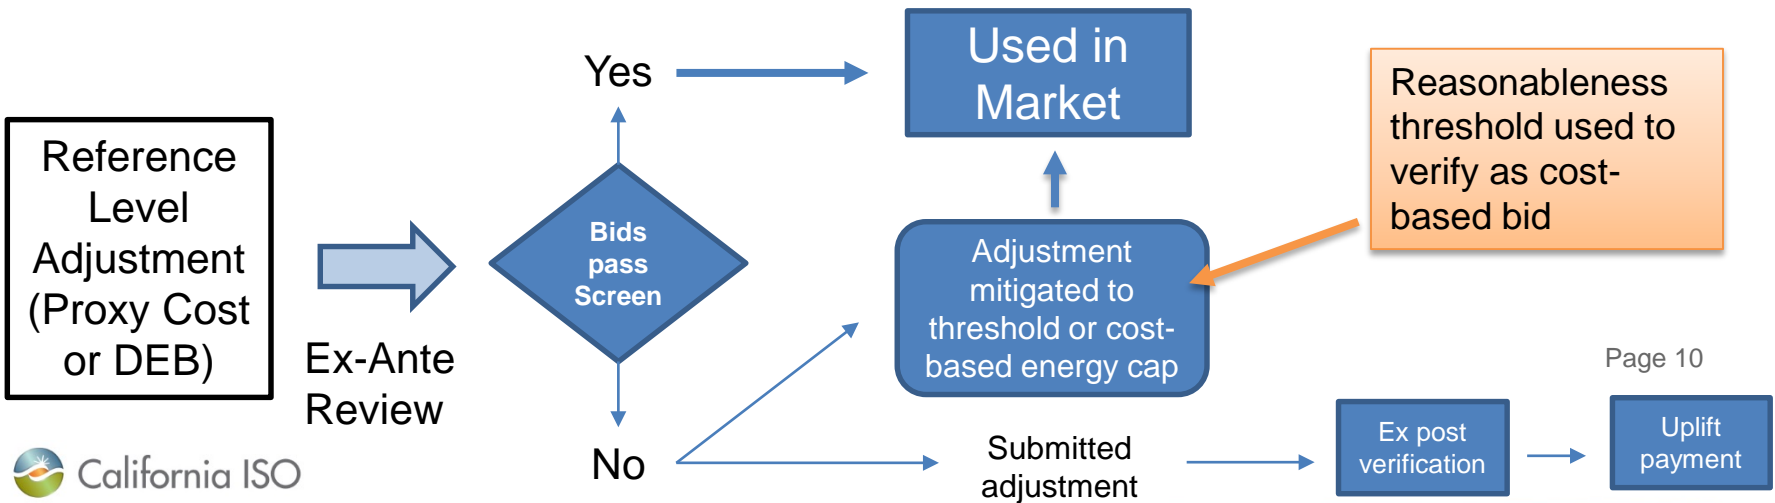 Reference
Level
Adjustment
(Proxy Cost
or DEB)
Ex-Ante
Review
Yes
Bids
pass
Screen
No
Used in
Market
Adjustment
mitigated to
threshold or cost-
based energy cap
Reasonableness
threshold used to
verify as cost-
based bid
Submitted
adjustment
Ex post
verification
Uplift
payment
Page 10
California ISO